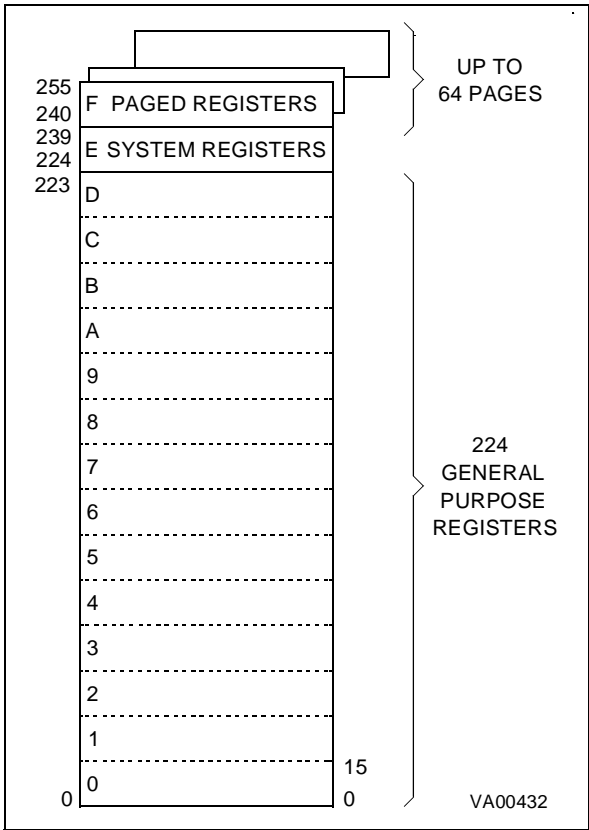 UP TO
64 PAGES
255
240
F PAGED REGISTERS
239
224
E SYSTEM REGISTERS
223
D
C
B
A
9
8
7
6
5
4
3
2
1
0
15
0
0
224
GENERAL
PURPOSE
REGISTERS
VA00432